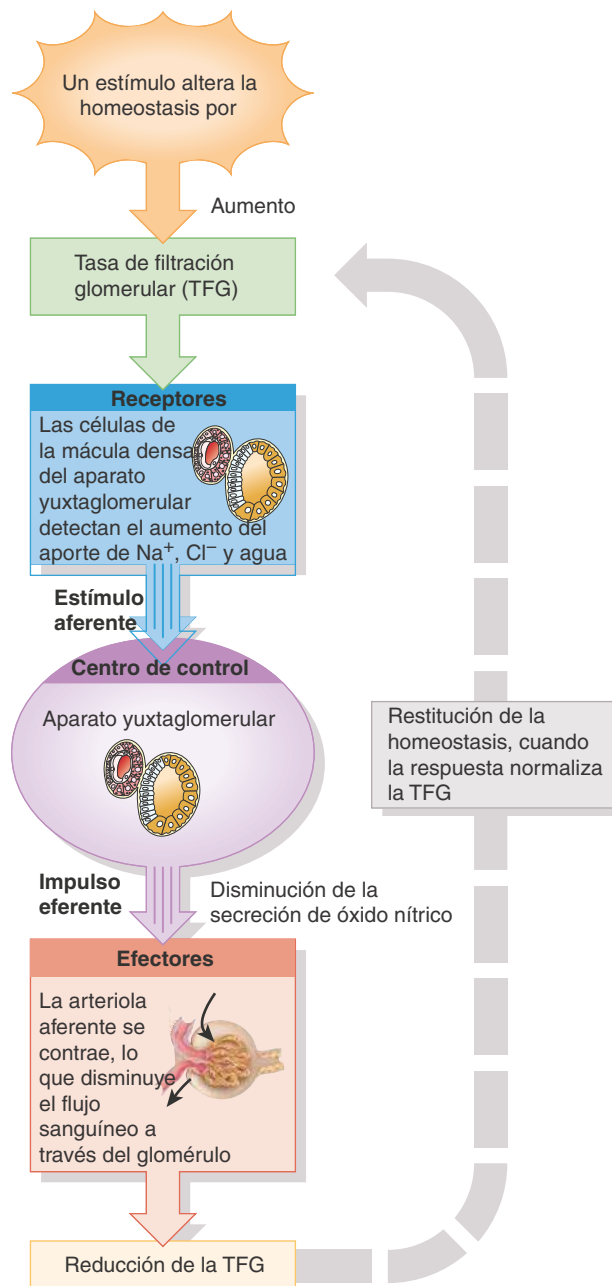 Un estímulo altera la
homeostasis por
Aumento
Tasa de filtración
glomerular (TFG)
Receptores
Las células de
la mácula densa
del aparato
yuxtaglomerular
detectan el aumento del
aporte de Na⁺, Cl⁻ y agua
Estímulo
aferente
Centro de control
Aparato yuxtaglomerular
Impulso
eferente
Disminución de la
secreción de óxido nítrico
Efectores
La arteriola
aferente se
contrae, lo
que disminuye
el flujo
sanguíneo a
través del glomérulo
Reducción de la TFG
Restitución de la
homeostasis, cuando
la respuesta normaliza
la TFG